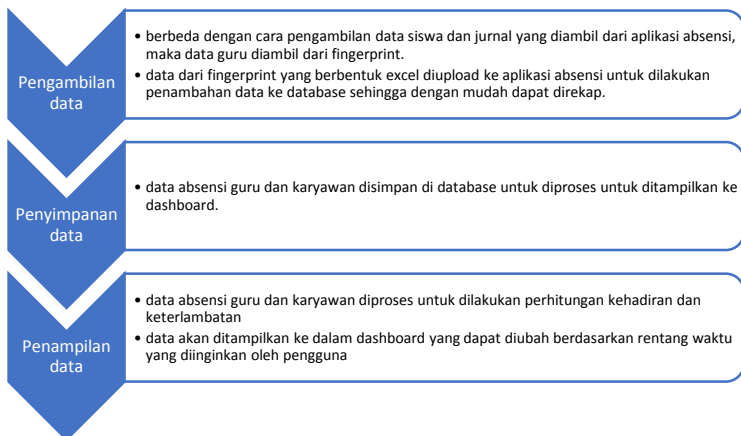 Pengambilan
data
• berbeda dengan cara pengambilan data siswa dan jurnal yang diambil dari aplikasi absensi,
maka data guru diambil dari fingerprint.
• data dari fingerprint yang berbentuk excel diupload ke aplikasi absensi untuk dilakukan
penambahan data ke database sehingga dengan mudah dapat direkap.
Penyimpanan
data
• data absensi guru dan karyawan disimpan di database untuk diproses untuk ditampilkan ke
dashboard.
Penampilan
data
• data absensi guru dan karyawan diproses untuk dilakukan perhitungan kehadiran dan
keterlambatan
• data akan ditampilkan ke dalam dashboard yang dapat diubah berdasarkan rentang waktu
yang diinginkan oleh pengguna